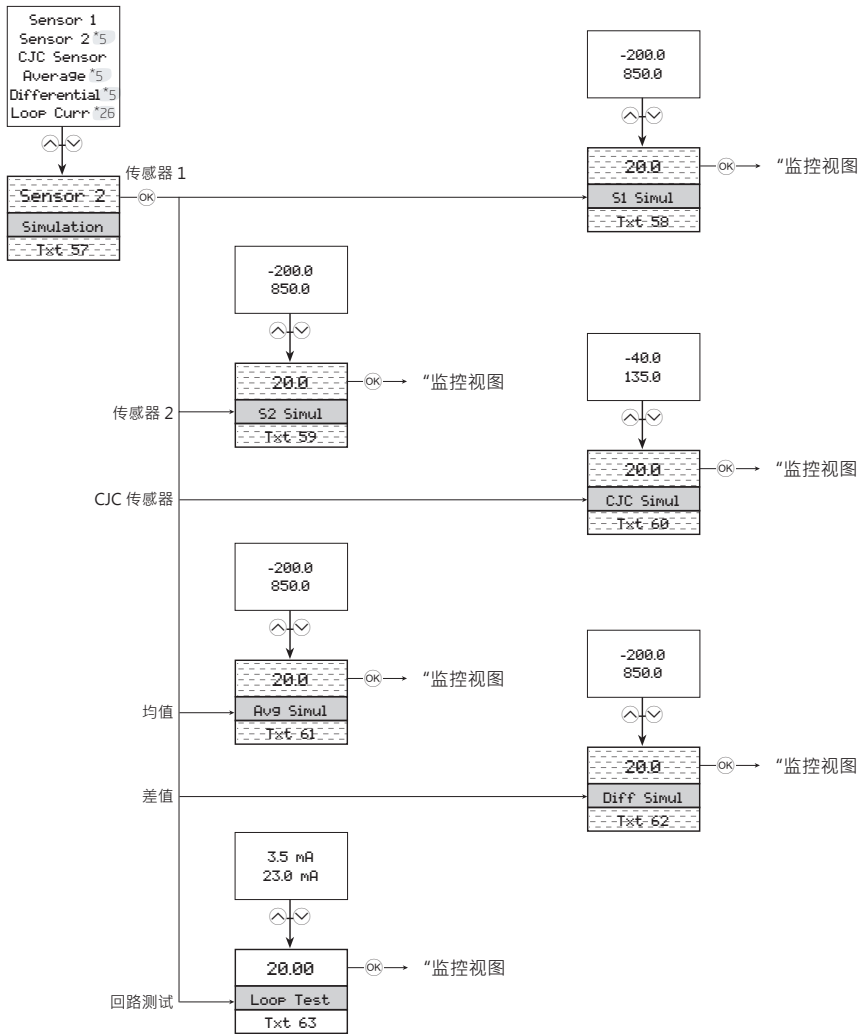 Sensor 1
Sensor 2 *5
CJC Sensor
Average *5
Differential *5
Loop Curr *26
Sensor 2
Simulation
Txt 57
OK
传感器 1
-200.0
850.0
20.0
S1 Simul
Txt 58
OK
“监控视图
-200.0
850.0
20.0
S2 Simul
Txt 59
OK
“监控视图
传感器 2
-40.0
135.0
20.0
CJC Simul
Txt 60
OK
“监控视图
CJC 传感器
-200.0
850.0
20.0
Avg Simul
Txt 61
OK
“监控视图
均值
-200.0
850.0
20.0
Diff Simul
Txt 62
OK
“监控视图
差值
3.5 mA
23.0 mA
20.00
Loop Test
Txt 63
OK
“监控视图
回路测试